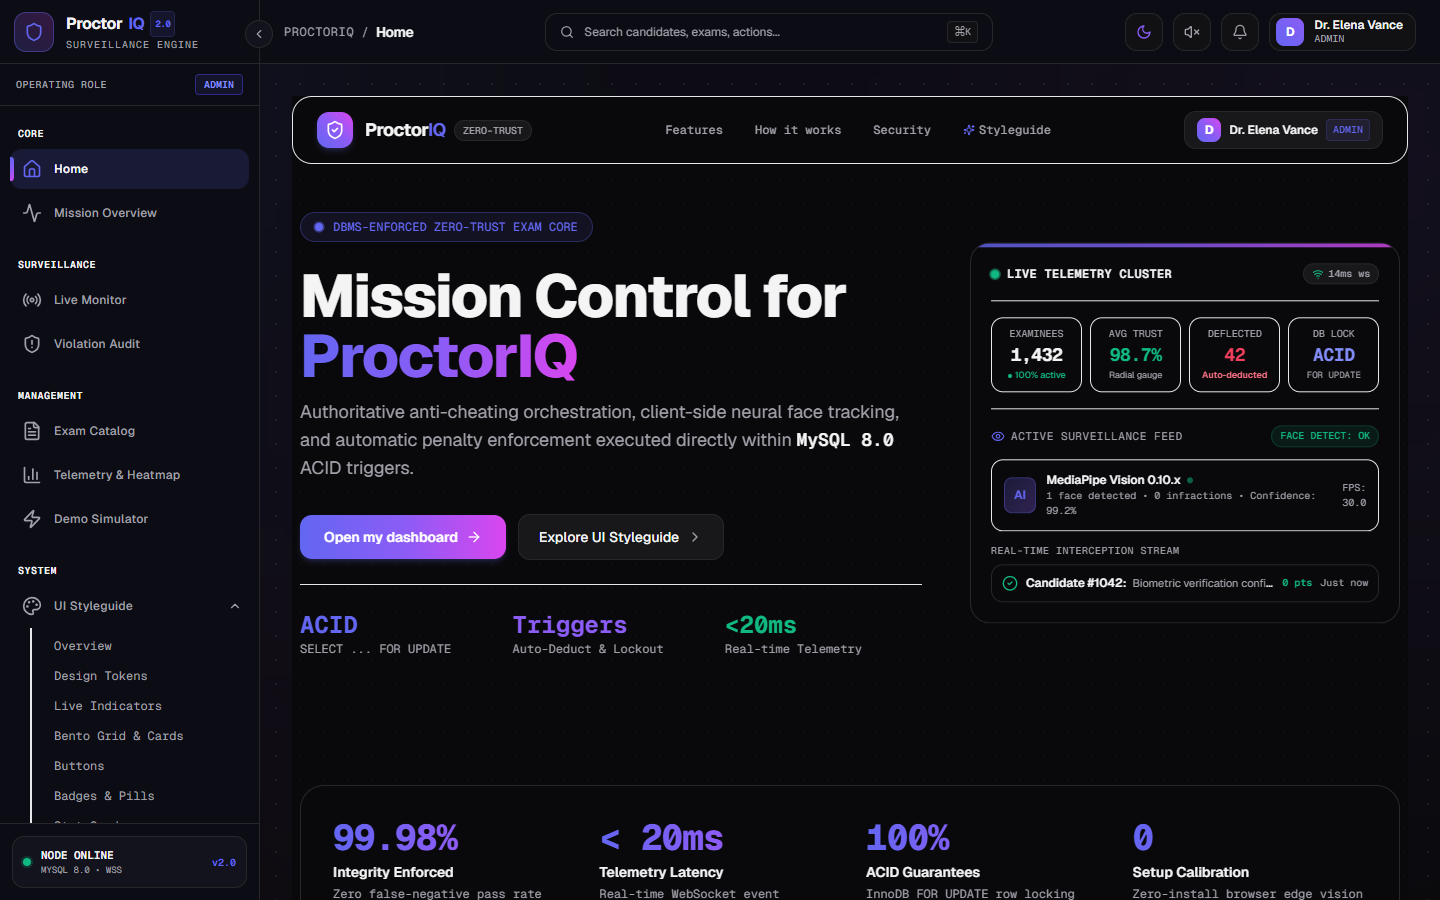 Proctor IQ 2.0
SURVEILLANCE ENGINE
PROCTORIQ / Home
Search candidates, exams, actions...
⌘K
D
Dr. Elena Vance
ADMIN
OPERATING ROLE
ADMIN
CORE
Home
Mission Overview
SURVEILLANCE
Live Monitor
Violation Audit
MANAGEMENT
Exam Catalog
Telemetry & Heatmap
Demo Simulator
SYSTEM
UI Styleguide
Overview
Design Tokens
Live Indicators
Bento Grid & Cards
Buttons
Badges & Pills
NODE ONLINE
MYSQL 8.0 • WSS
v2.0
ProctorIQ ZERO-TRUST
Features
How it works
Security
Styleguide
D Dr. Elena Vance ADMIN
DBMS-ENFORCED ZERO-TRUST EXAM CORE
Mission Control for
ProctorIQ
Authoritative anti-cheating orchestration, client-side neural face tracking,
and automatic penalty enforcement executed directly within MySQL 8.0
ACID triggers.
Open my dashboard
Explore UI Styleguide
ACID
SELECT ... FOR UPDATE
Triggers
Auto-Deduct & Lockout
<20ms
Real-time Telemetry
LIVE TELEMETRY CLUSTER
14ms ws
EXAMINEES
1,432
100% active
AVG TRUST
98.7%
Radial gauge
DEFLECTED
42
Auto-deducted
DB LOCK
ACID
FOR UPDATE
ACTIVE SURVEILLANCE FEED
FACE DETECT: OK
AI
MediaPipe Vision 0.10.x
1 face detected • 0 infractions • Confidence:
99.2%
FPS:
30.0
REAL-TIME INTERCEPTION STREAM
Candidate #1042: Biometric verification confi... 0 pts Just now
99.98%
Integrity Enforced
Zero false-negative pass rate
< 20ms
Telemetry Latency
Real-time WebSocket event
100%
ACID Guarantees
InnoDB FOR UPDATE row locking
0
Setup Calibration
Zero-install browser edge vision